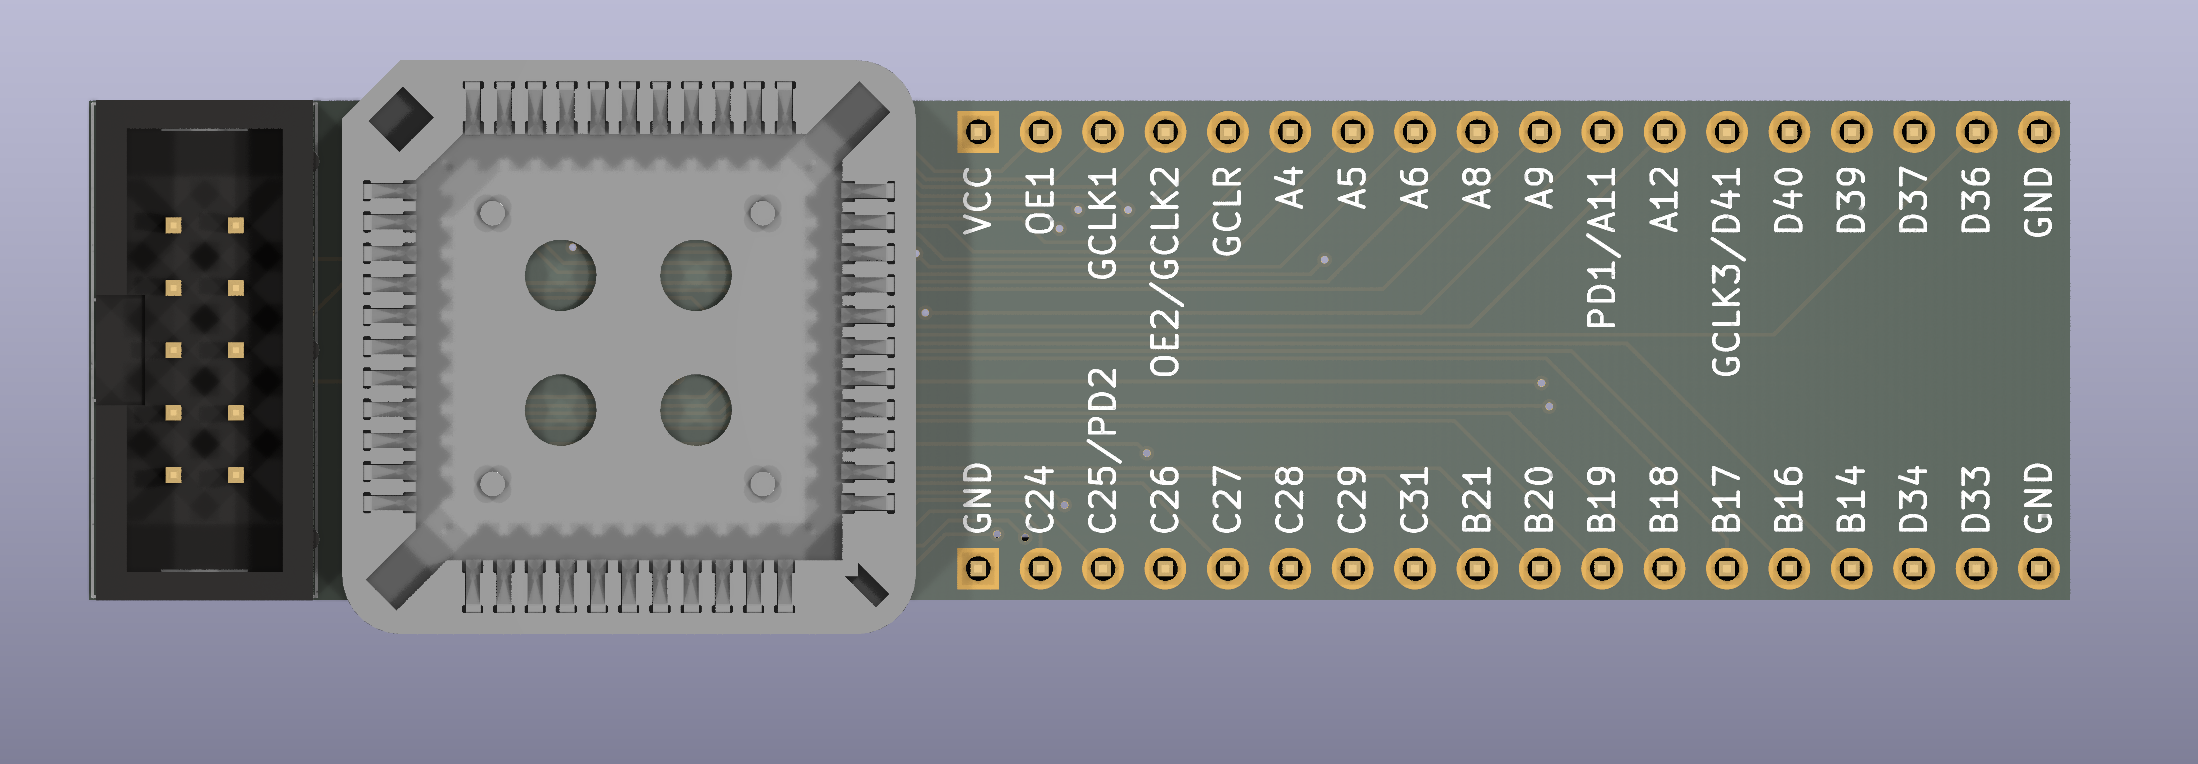 VCC
OE1
GCLK1
OE2/GCLK2
GCLR
A4
A5
A6
A8
A9
PD1/A11
A12
GCLK3/D41
D40
D39
D37
D36
GND
GND
C24
C25/PD2
C26
C27
C28
C29
C31
B21
B20
B19
B18
B17
B16
B14
D34
D33
GND